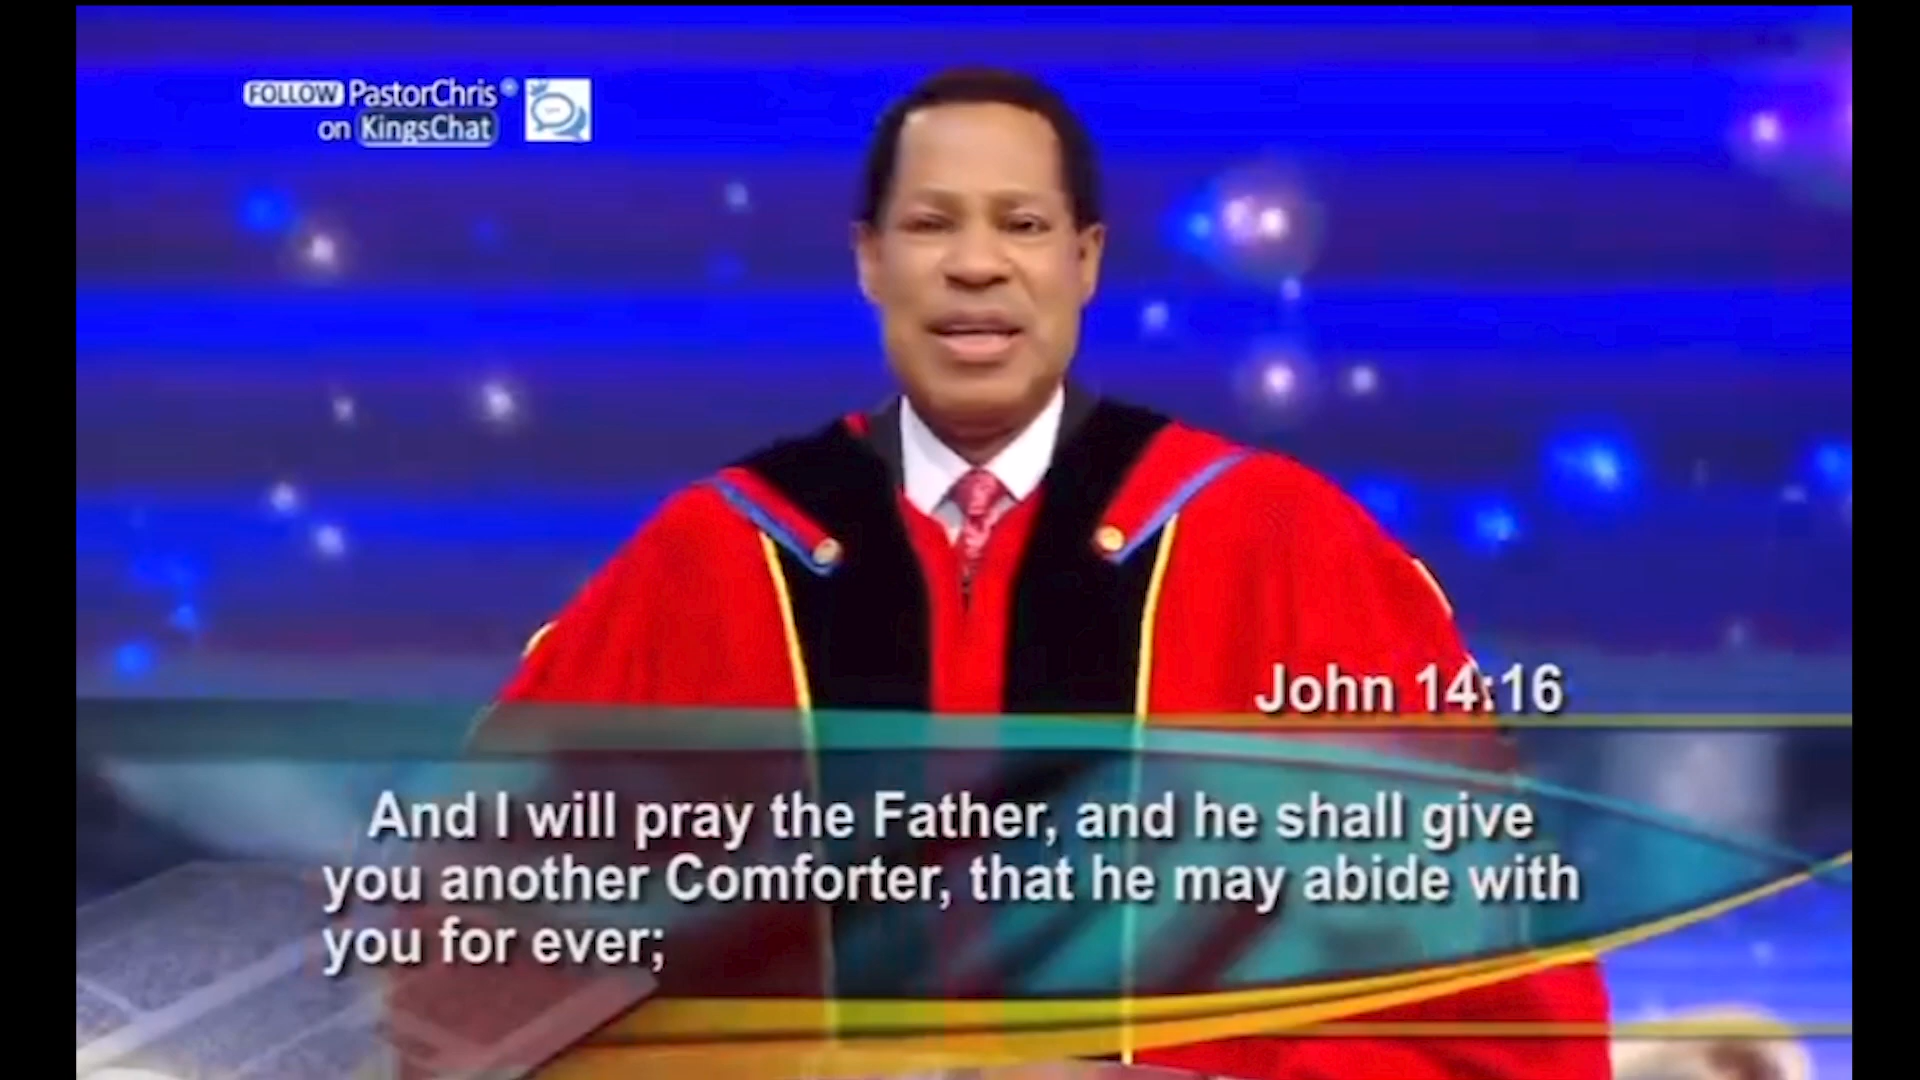 FOLLOW PastorChris
on KingsChat
John 14:16
And I will pray the Father, and he shall give
you another Comforter, that he may abide with
you for ever;